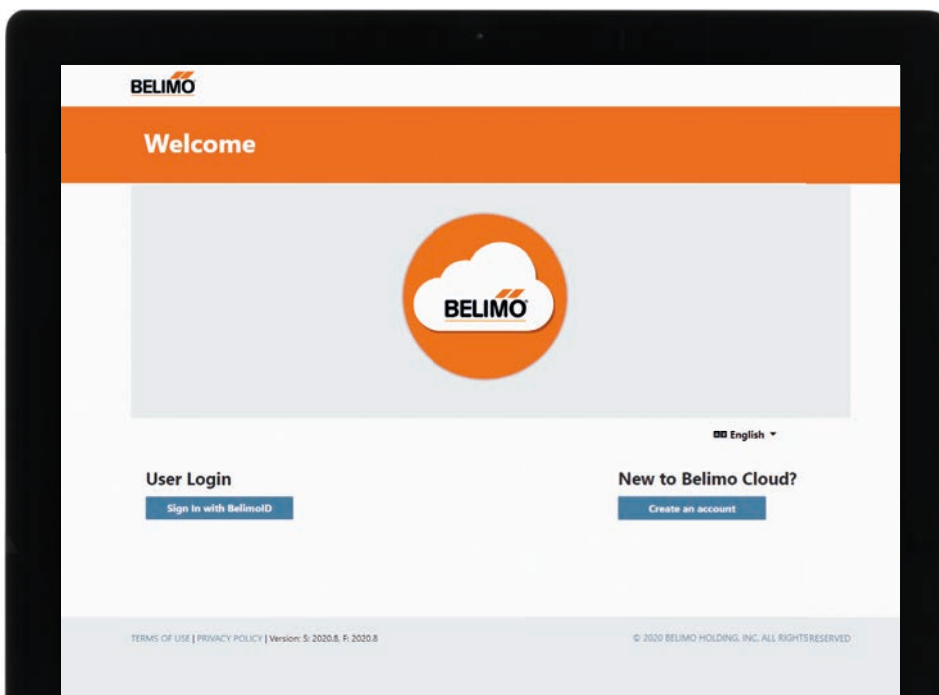 BELIMO
Welcome
BELIMO
English
User Login
New to Belimo Cloud?
Sign In with BelimoID
Create an account
TERMS OF USE | PRIVACY POLICY | Version: S: 2020.8, F: 2020.8
© 2020 BELIMO HOLDING, INC. ALL RIGHTS RESERVED